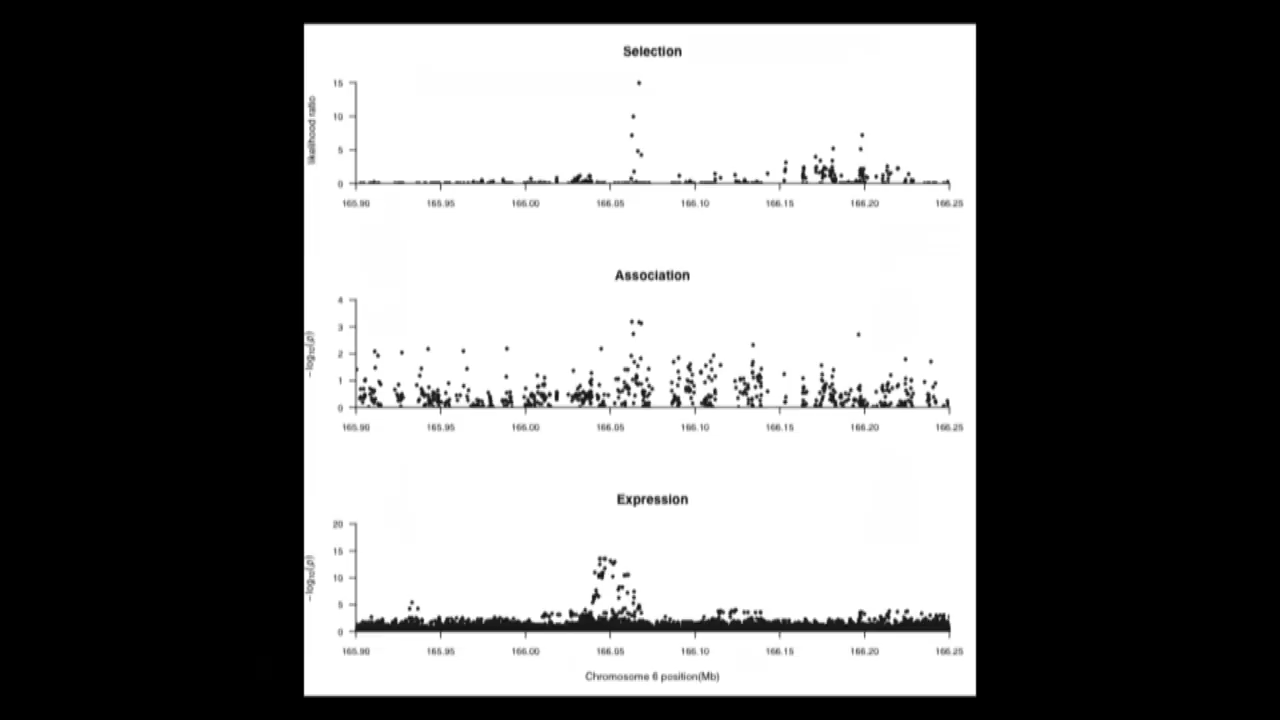 Selection
likelihood ratio
15
10
5
0
165.90 165.95 166.00 166.05 166.10 166.15 166.20 166.25
Association
−log10(p)
4
3
2
1
0
165.90 165.95 166.00 166.05 166.10 166.15 166.20 166.25
Expression
−log10(p)
20
15
10
5
0
165.90 165.95 166.00 166.05 166.10 166.15 166.20 166.25
Chromosome 6 position(Mb)